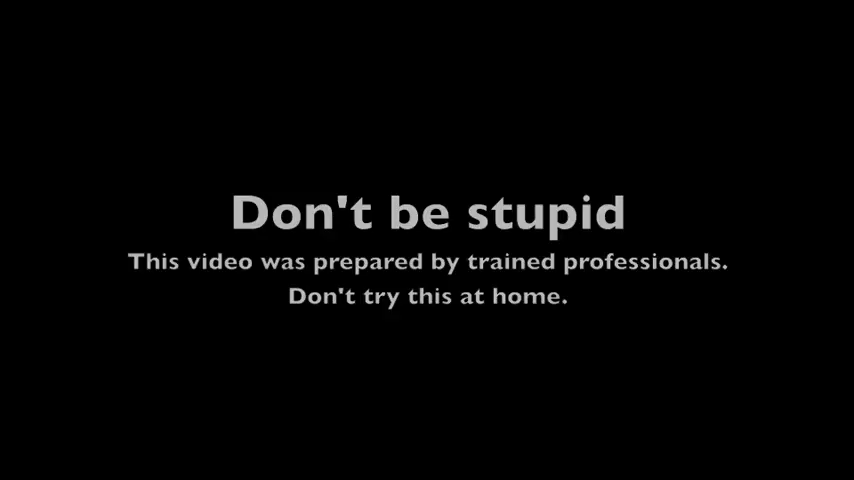 Don't be stupid
This video was prepared by trained professionals.
Don't try this at home.